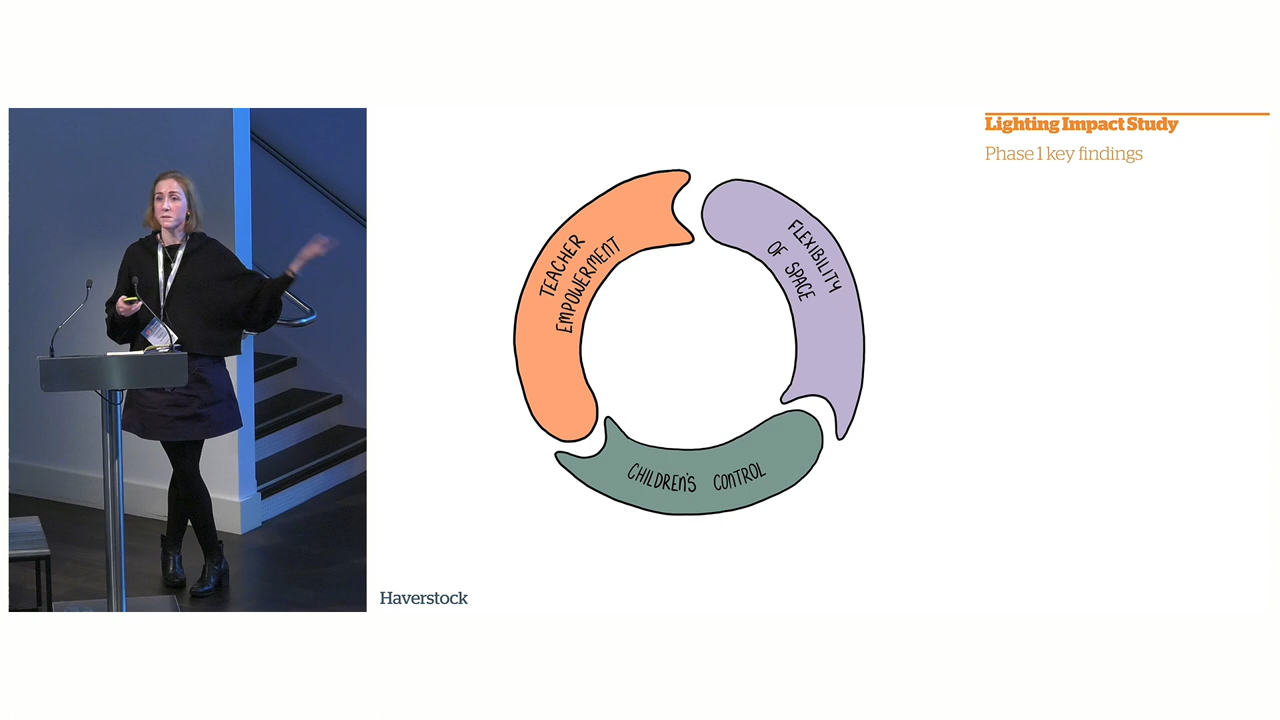 Lighting Impact Study
Phase 1 key findings
TEACHER
EMPOWERMENT
FLEXIBILITY
OF SPACE
CHILDREN'S CONTROL
Haverstock